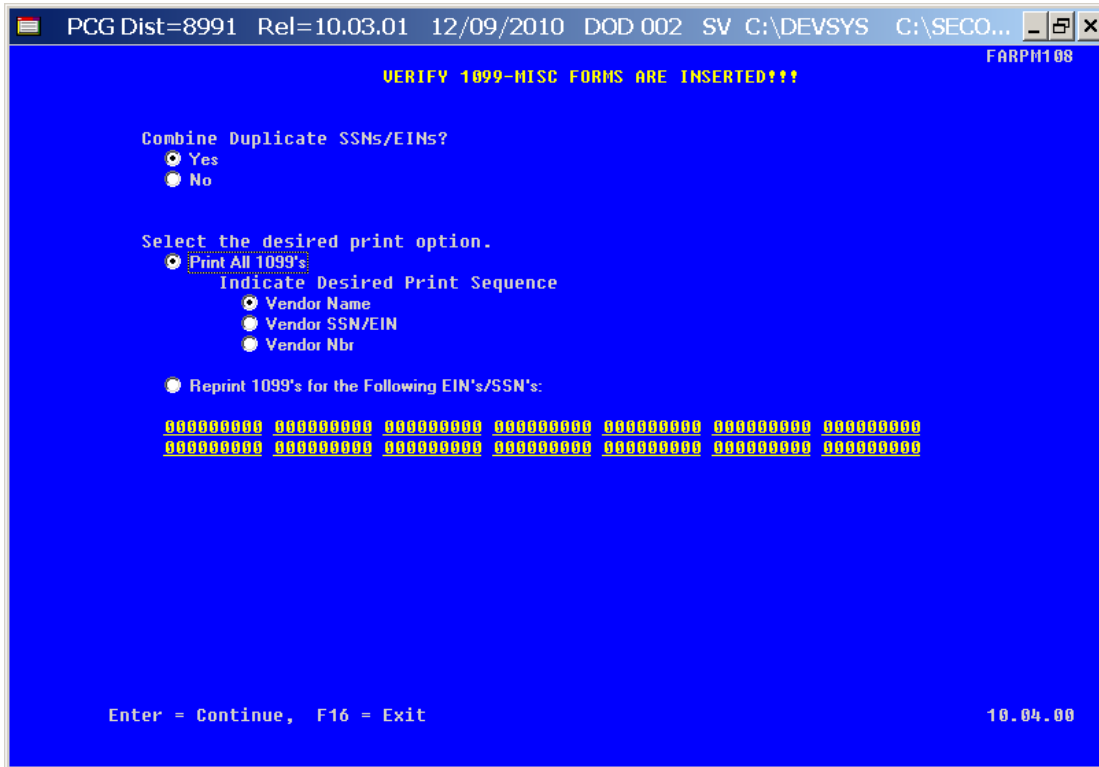 PCG Dist=8991 Rel=10.03.01 12/09/2010 DOD 002 SV C:\DEVSYS C:\SECO...
FARPM108
VERIFY 1099-MISC FORMS ARE INSERTED!!!
Combine Duplicate SSNs/EINs?
Yes
No
Select the desired print option.
Print All 1099's
Indicate Desired Print Sequence
Vendor Name
Vendor SSN/EIN
Vendor Nbr
Reprint 1099's for the Following EIN's/SSN's:
000000000 000000000 000000000 000000000 000000000 000000000 000000000
000000000 000000000 000000000 000000000 000000000 000000000 000000000
Enter = Continue, F16 = Exit 10.04.00